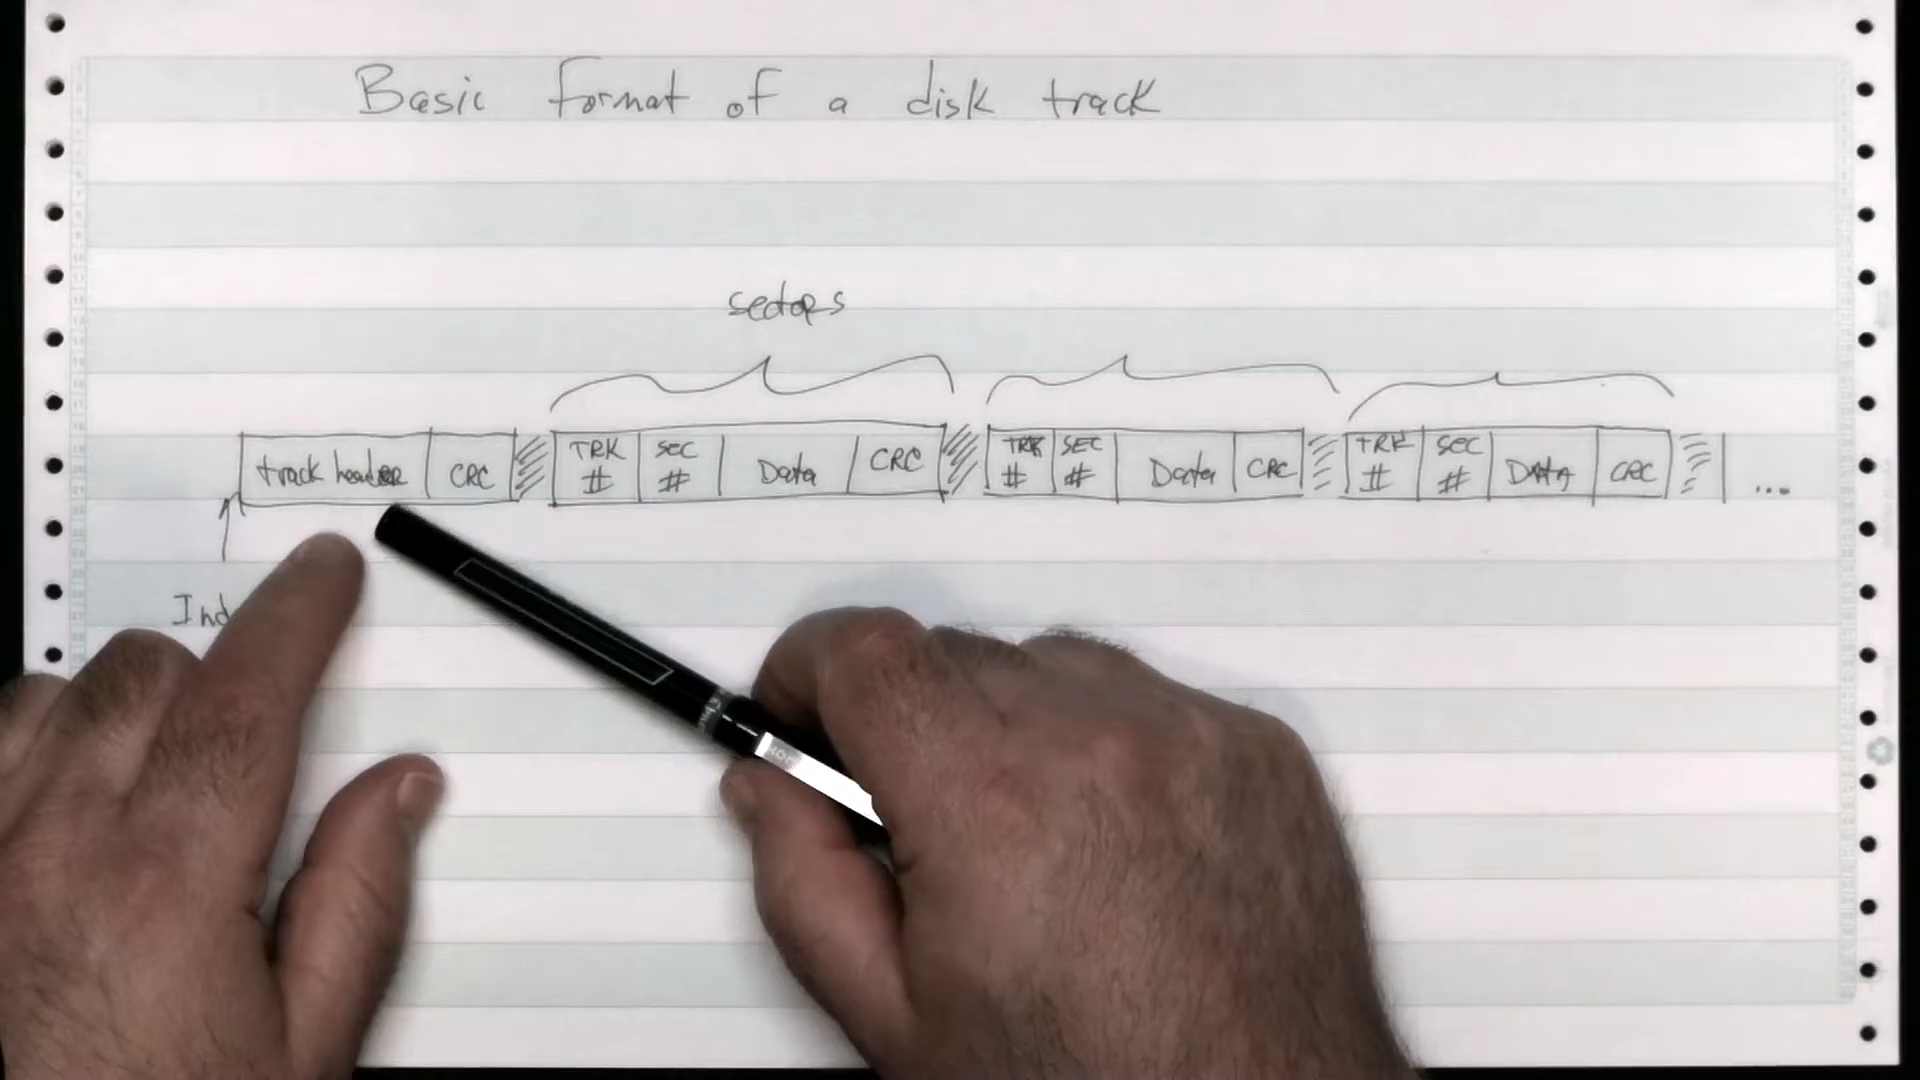 Basic format of a disk track
sectors
track header CRC TRK # SEC # Data CRC TRK # SEC # Data CRC TRK # SEC # DATA CRC ...
Ind